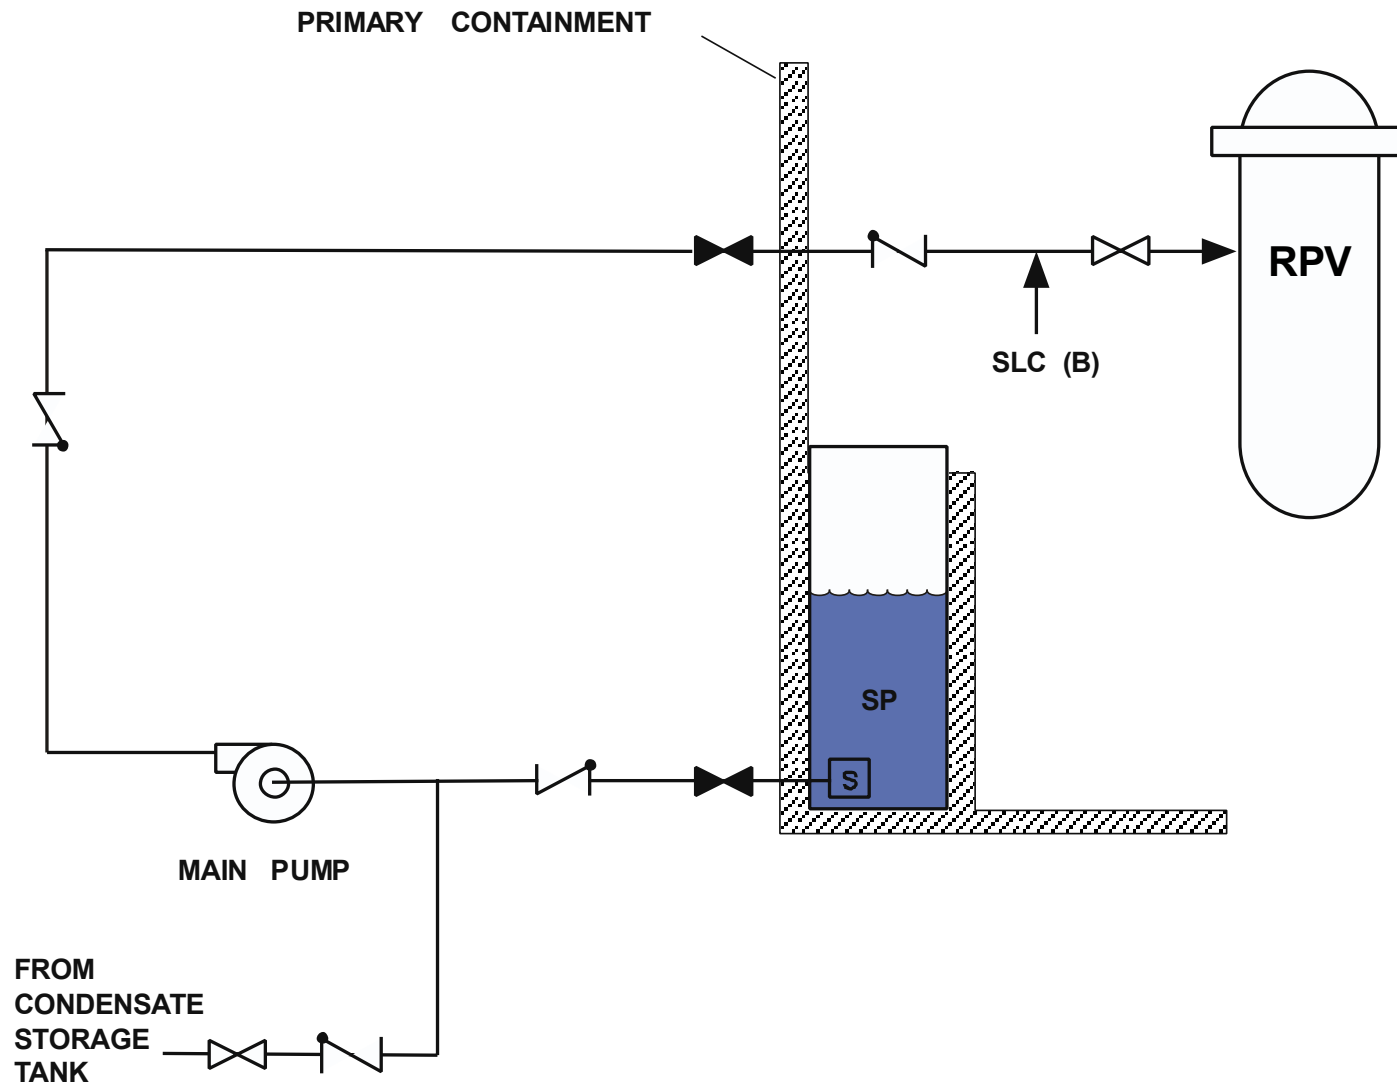 PRIMARY CONTAINMENT
RPV
SLC (B)
SP
S
MAIN PUMP
FROM
CONDENSATE
STORAGE
TANK